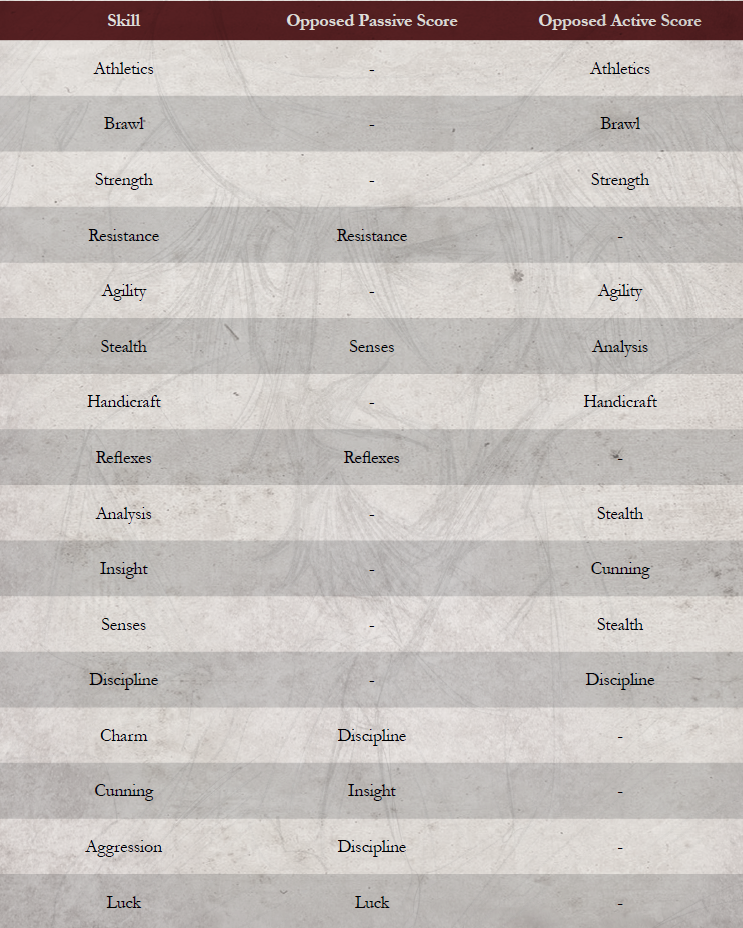 Skill Opposed Passive Score Opposed Active Score
Athletics - Athletics
Brawl - Brawl
Strength - Strength
Resistance Resistance -
Agility - Agility
Stealth Senses Analysis
Handicraft - Handicraft
Reflexes Reflexes -
Analysis - Stealth
Insight - Cunning
Senses - Stealth
Discipline - Discipline
Charm Discipline -
Cunning Insight -
Aggression Discipline -
Luck Luck -